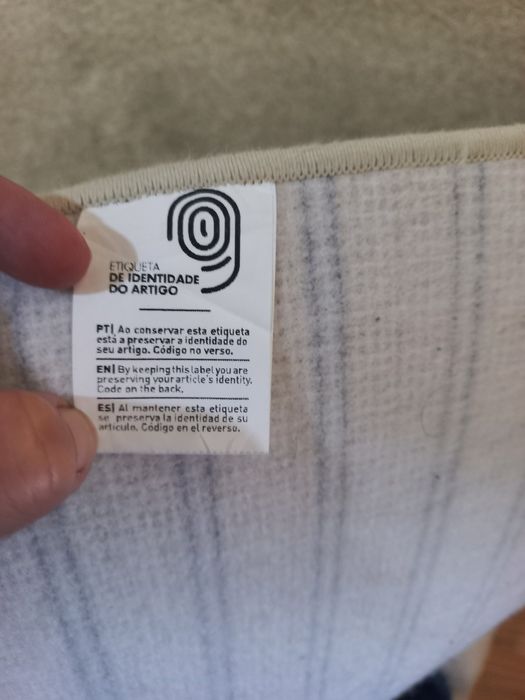 ETIQUETA
DE IDENTIDADE
DO ARTIGO
PT| Ao conservar esta etiqueta
está a preservar a identidade do
seu artigo. Código no verso.
EN| By keeping this label you are
preserving your article's identity.
Code on the back.
ES| Al mantener esta etiqueta
se preserva la identidad de su
artículo. Código en el reverso.